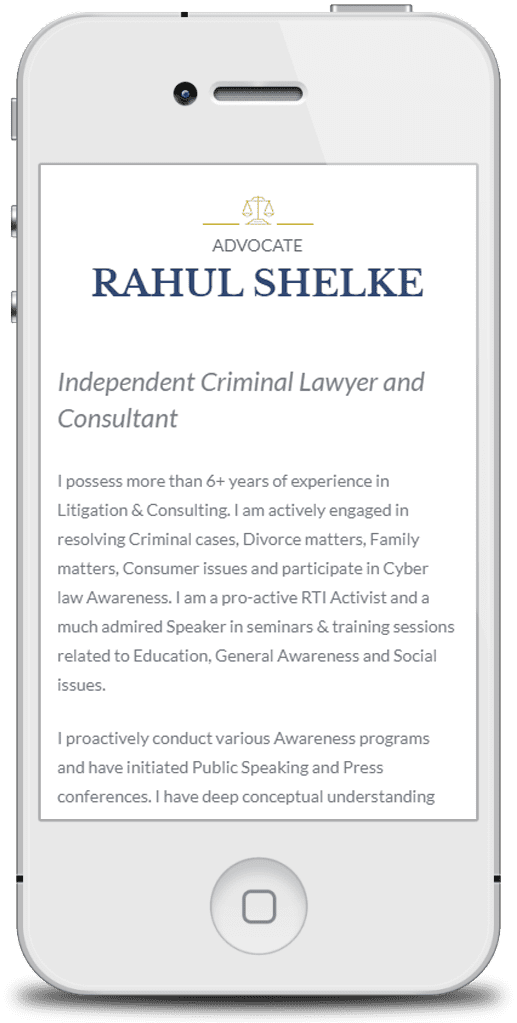 ADVOCATE
RAHUL SHELKE
Independent Criminal Lawyer and
Consultant
I possess more than 6+ years of experience in
Litigation & Consulting. I am actively engaged in
resolving Criminal cases, Divorce matters, Family
matters, Consumer issues and participate in Cyber
law Awareness. I am a pro-active RTI Activist and a
much admired Speaker in seminars & training sessions
related to Education, General Awareness and Social
issues.
I proactively conduct various Awareness programs
and have initiated Public Speaking and Press
conferences. I have deep conceptual understanding